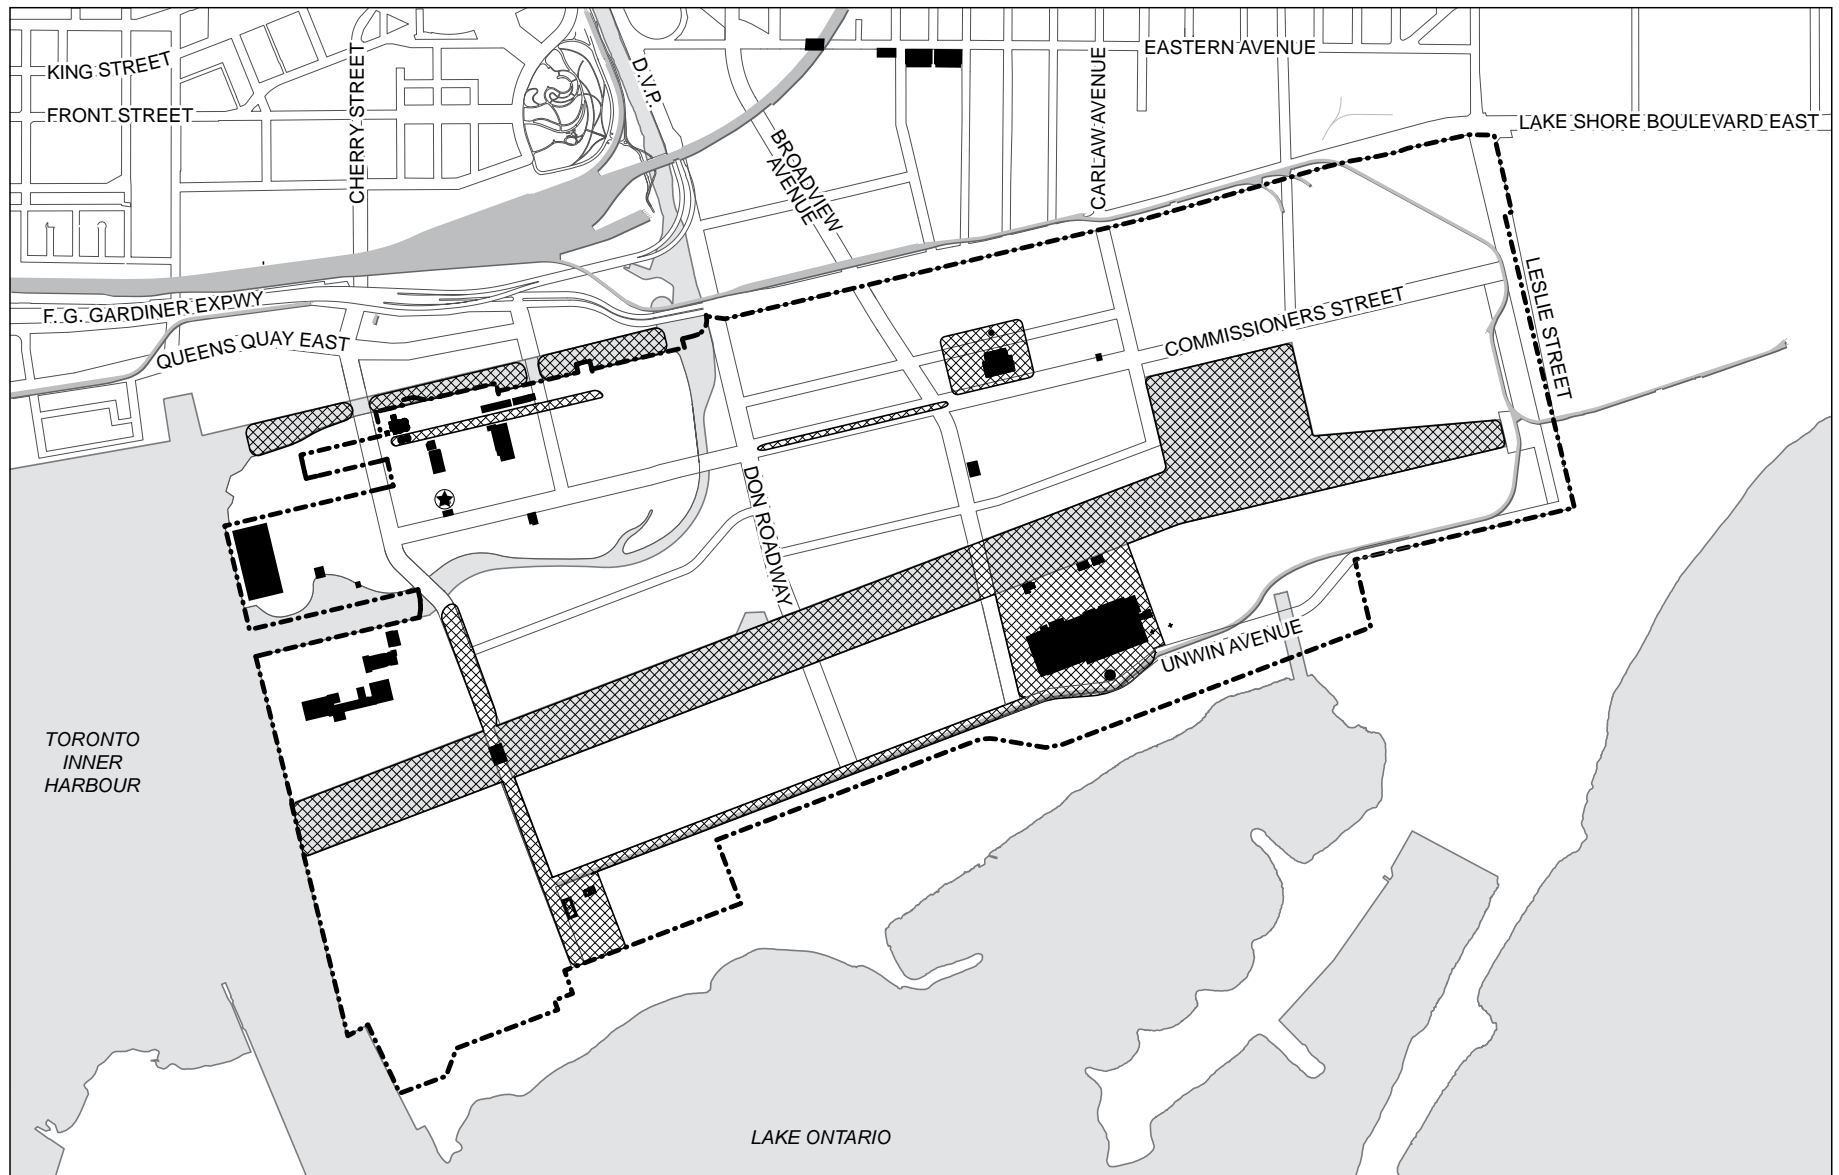 EASTERN AVENUE
KING STREET
FRONT STREET
CHERRY STREET
D.V.P.
BROADVIEW
AVENUE
CARLAW AVENUE
LAKE SHORE BOULEVARD EAST
F. G. GARDINER EXPWY
QUEENS QUAY EAST
COMMISSIONERS STREET
LESLIE STREET
DON ROADWAY
UNWIN AVENUE
TORONTO
INNER
HARBOUR
LAKE ONTARIO